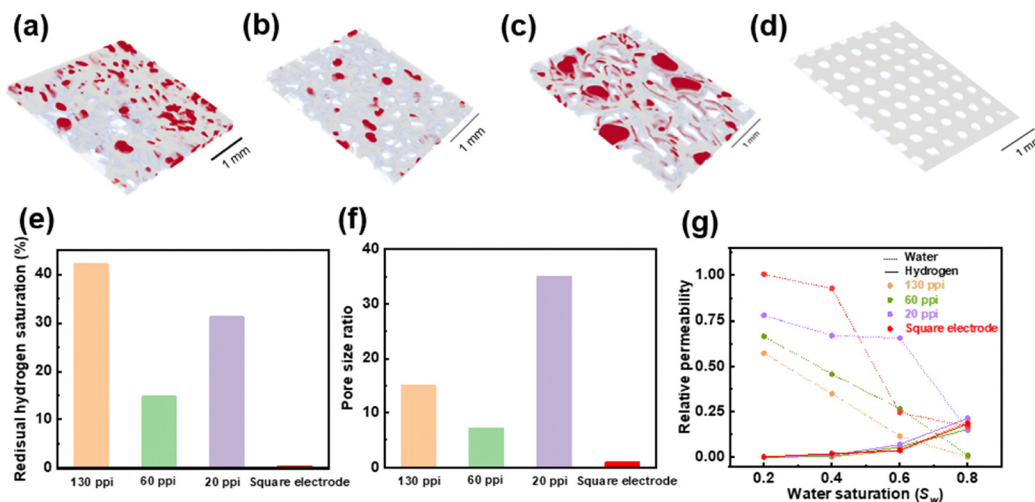 (a)
(b)
(c)
(d)
1 mm
1 mm
1 mm
1 mm
(e)
(f)
(g)
Redisual hydrogen saturation (%)
40
30
20
10
0
130 ppi
60 ppi
20 ppi
Square electrode
Pore size ratio
40
30
20
10
0
130 ppi
60 ppi
20 ppi
Square electrode
Relative permeability
1.00
0.75
0.50
0.25
0.00
Water
Hydrogen
130 ppi
60 ppi
20 ppi
Square electrode
0.2
0.4
0.6
0.8
Water saturation (Sw)